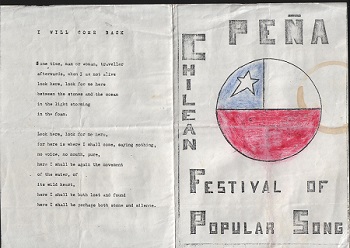 I WILL COME BACK
Some time, man or woman, traveller
afterwards, when I am not alive
look here, look for me here
between the stones and the ocean
in the light storming
in the foam.
Look here, look for me here,
for here is where I shall come, saying nothing,
no voice, no mouth, pure,
here I shall be again the movement
of the water, of
its wild heart,
here I shall be both lost and found
here I shall be perhaps both stone and silence.
PEÑA
CHILEAN
FESTIVAL OF
POPULAR SONG